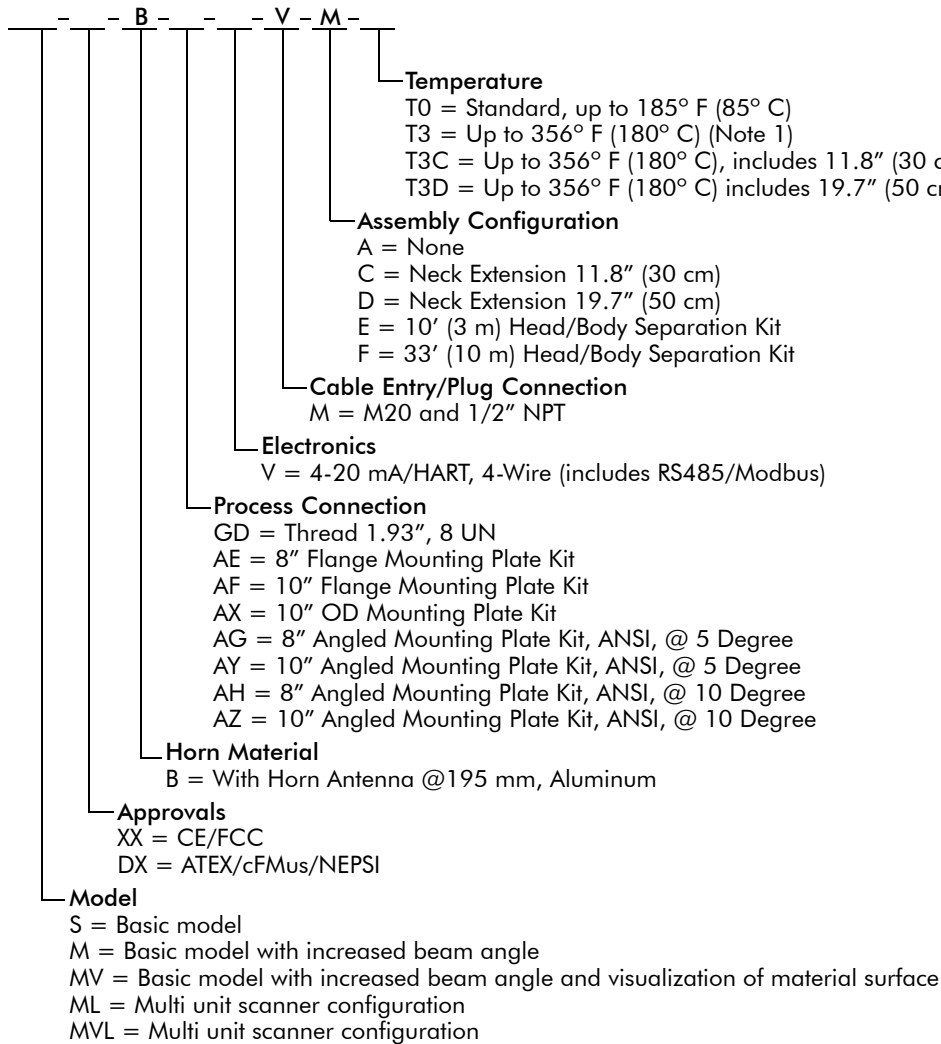 – – B – – – V – M –
Temperature
T0 = Standard, up to 185° F (85° C)
T3 = Up to 356° F (180° C) (Note 1)
T3C = Up to 356° F (180° C), includes 11.8" (30
T3D = Up to 356° F (180° C) includes 19.7" (50
Assembly Configuration
A = None
C = Neck Extension 11.8" (30 cm)
D = Neck Extension 19.7" (50 cm)
E = 10' (3 m) Head/Body Separation Kit
F = 33' (10 m) Head/Body Separation Kit
Cable Entry/Plug Connection
M = M20 and 1/2" NPT
Electronics
V = 4-20 mA/HART, 4-Wire (includes RS485/Modbus)
Process Connection
GD = Thread 1.93", 8 UN
AE = 8" Flange Mounting Plate Kit
AF = 10" Flange Mounting Plate Kit
AX = 10" OD Mounting Plate Kit
AG = 8" Angled Mounting Plate Kit, ANSI, @ 5 Degree
AY = 10" Angled Mounting Plate Kit, ANSI, @ 5 Degree
AH = 8" Angled Mounting Plate Kit, ANSI, @ 10 Degree
AZ = 10" Angled Mounting Plate Kit, ANSI, @ 10 Degree
Horn Material
B = With Horn Antenna @195 mm, Aluminum
Approvals
XX = CE/FCC
DX = ATEX/cFMus/NEPSI
Model
S = Basic model
M = Basic model with increased beam angle
MV = Basic model with increased beam angle and visualization of material surface
ML = Multi unit scanner configuration
MVL = Multi unit scanner configuration